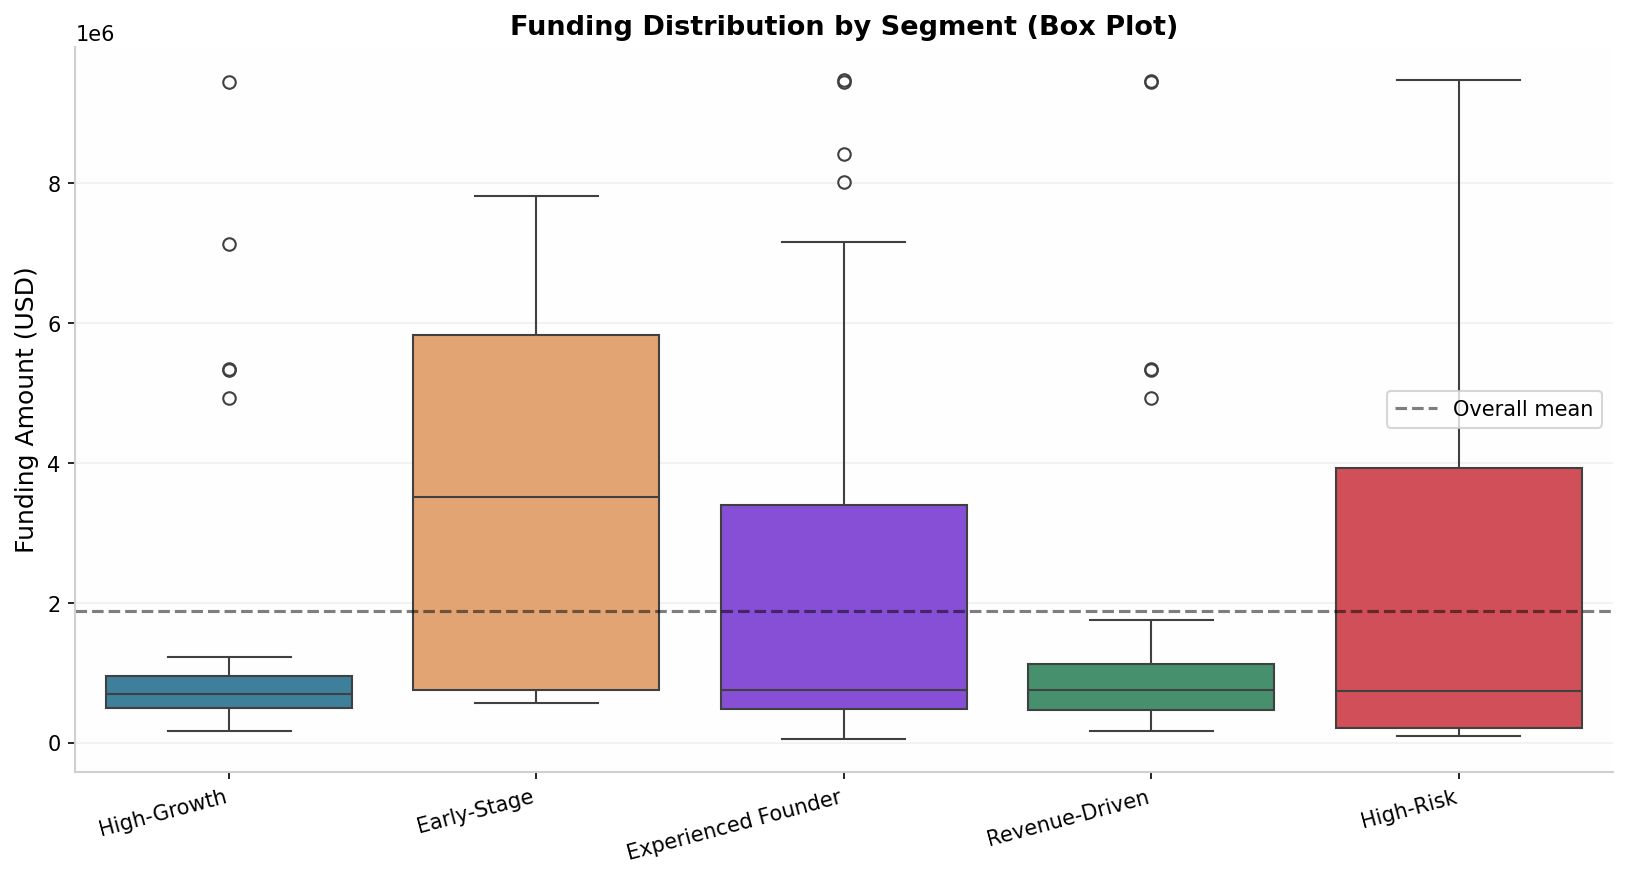 Funding Distribution by Segment (Box Plot)
1e6
Funding Amount (USD)
8
6
4
2
0
Overall mean
High-Growth
Early-Stage
Experienced Founder
Revenue-Driven
High-Risk